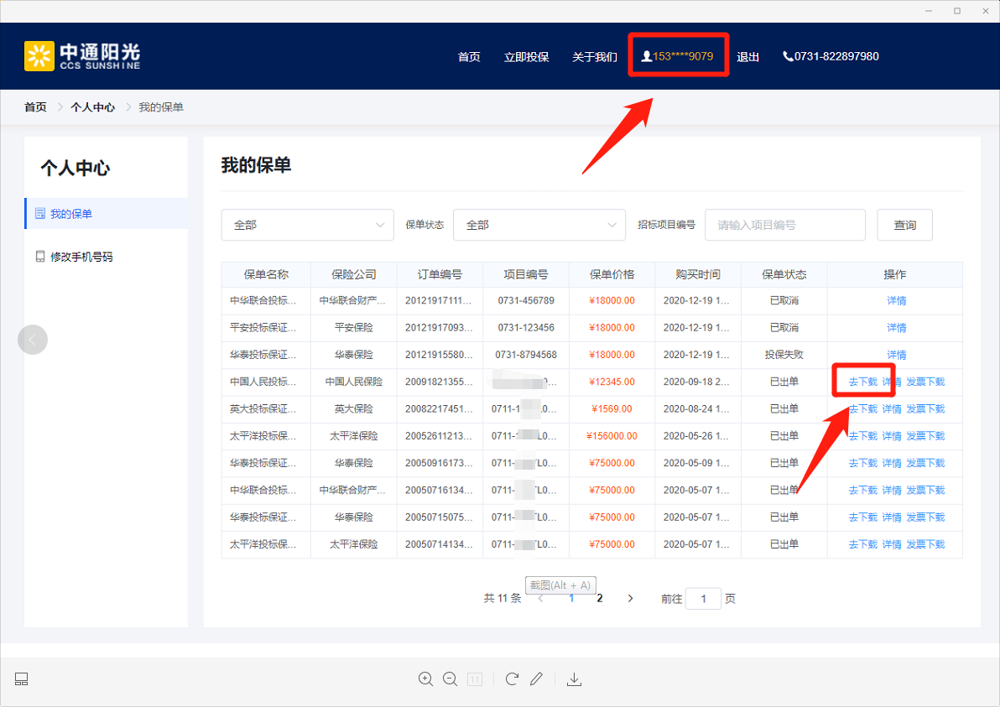 中通阳光
CCS SUNSHINE
首页 立即投保 关于我们 153****9079 退出 0731-822897980
首页 个人中心 我的保单
个人中心
我的保单
修改手机号码
我的保单
全部 保单状态 全部 招标项目编号 请输入项目编号 查询
保单名称 保险公司 订单编号 项目编号 保单价格 购买时间 保单状态 操作
中华联合投标... 中华联合财产... 20121917111... 0731-456789 ¥18000.00 2020-12-19 1... 已取消 详情
平安投标保证... 平安保险 20121917093... 0731-123456 ¥18000.00 2020-12-19 1... 已取消 详情
华泰投标保证... 华泰保险 20121915580... 0731-8794568 ¥18000.00 2020-12-19 1... 投保失败 详情
中国人民投标... 中国人民保险 20091821355... 0... ¥12345.00 2020-09-18 2... 已出单 去下载 详情 发票下载
英大投标保证... 英大保险 20082217451... 0711-1 .0... ¥1569.00 2020-08-24 1... 已出单 去下载 详情 发票下载
太平洋投标保... 太平洋保险 20052611213... 0711- L0... ¥156000.00 2020-05-26 1... 已出单 去下载 详情 发票下载
华泰投标保证... 华泰保险 20050916173... 0711- TL0... ¥75000.00 2020-05-09 1... 已出单 去下载 详情 发票下载
中华联合投标... 中华联合财产... 20050716134... 0711- TL0... ¥75000.00 2020-05-07 1... 已出单 去下载 详情 发票下载
华泰投标保证... 华泰保险 20050715075... 0711- TL0... ¥75000.00 2020-05-07 1... 已出单 去下载 详情 发票下载
太平洋投标保... 太平洋保险 20050714134... 0711- TL0... ¥75000.00 2020-05-07 1... 已出单 去下载 详情 发票下载
截图(Alt + A)
共 11 条 1 2 前往 1 页
11